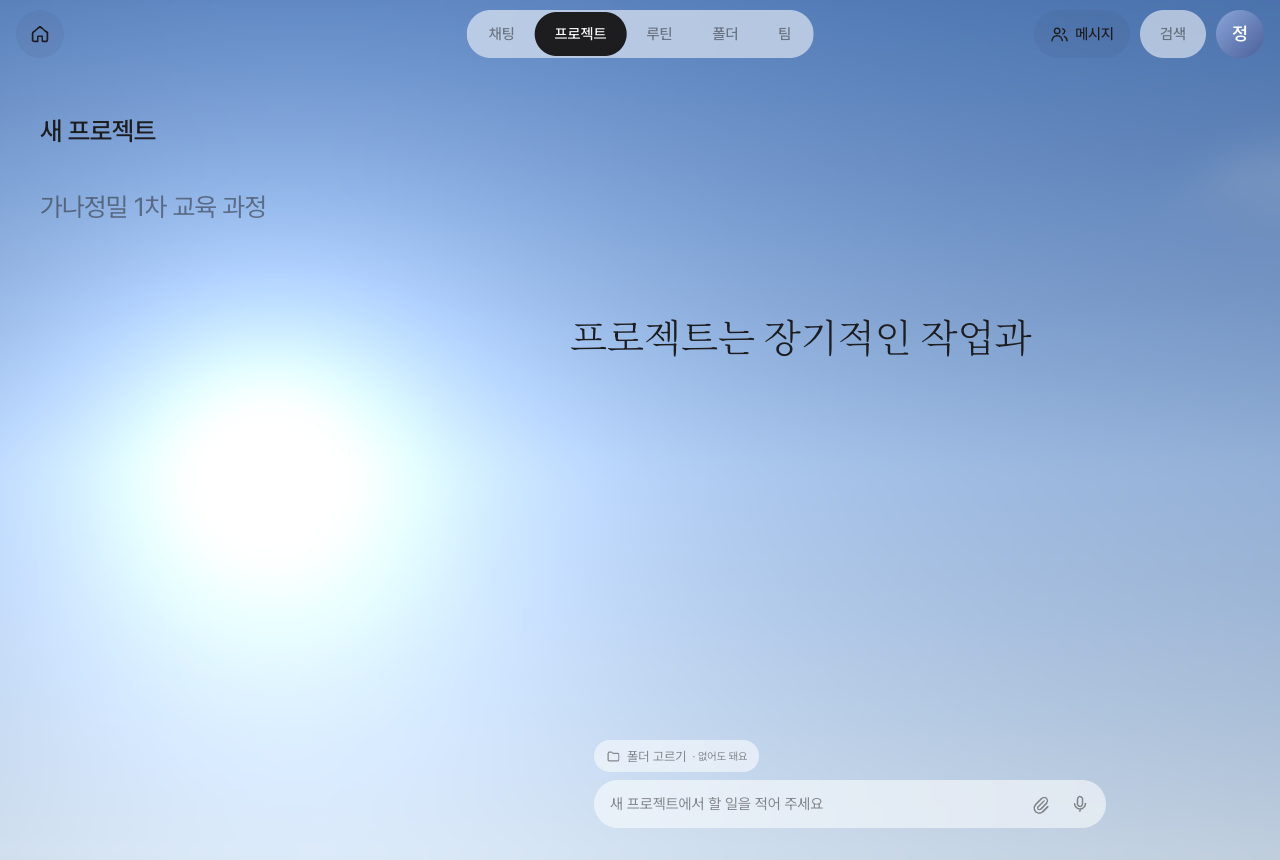 채팅
프로젝트
루틴
폴더
팀
메시지
검색
정
새 프로젝트
가나정밀 1차 교육 과정
프로젝트는 장기적인 작업과
폴더 고르기 · 없어도 돼요
새 프로젝트에서 할 일을 적어 주세요